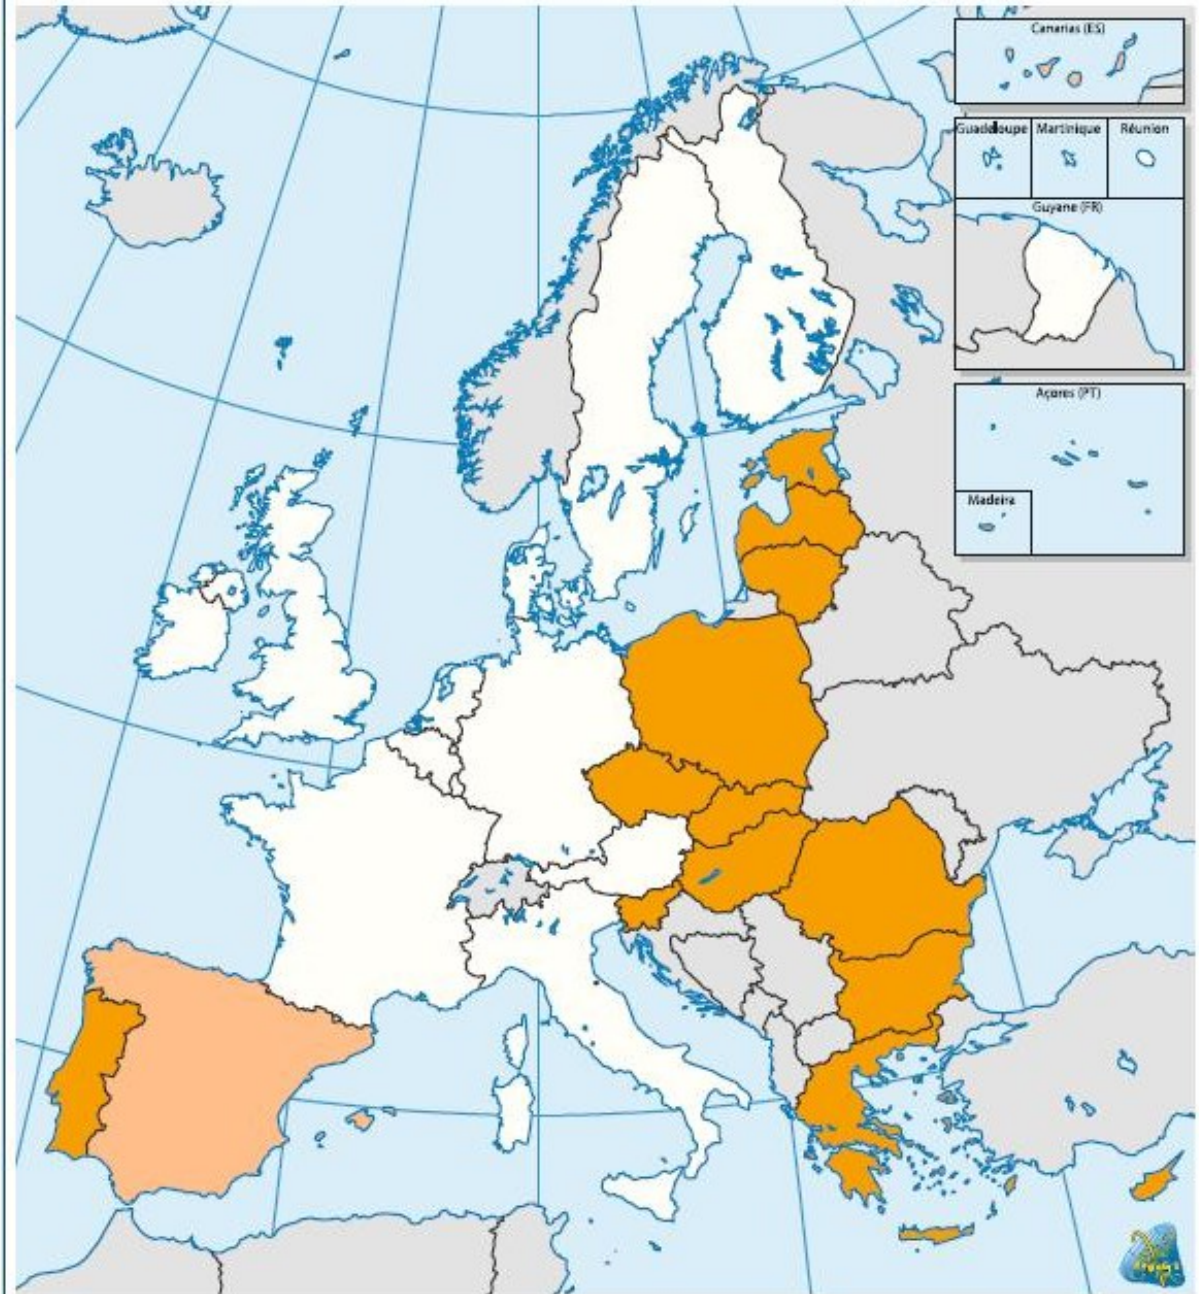 Canarias (ES)
Guadeloupe
Martinique
Réunion
Guyane (FR)
Açores (PT)
Madeira